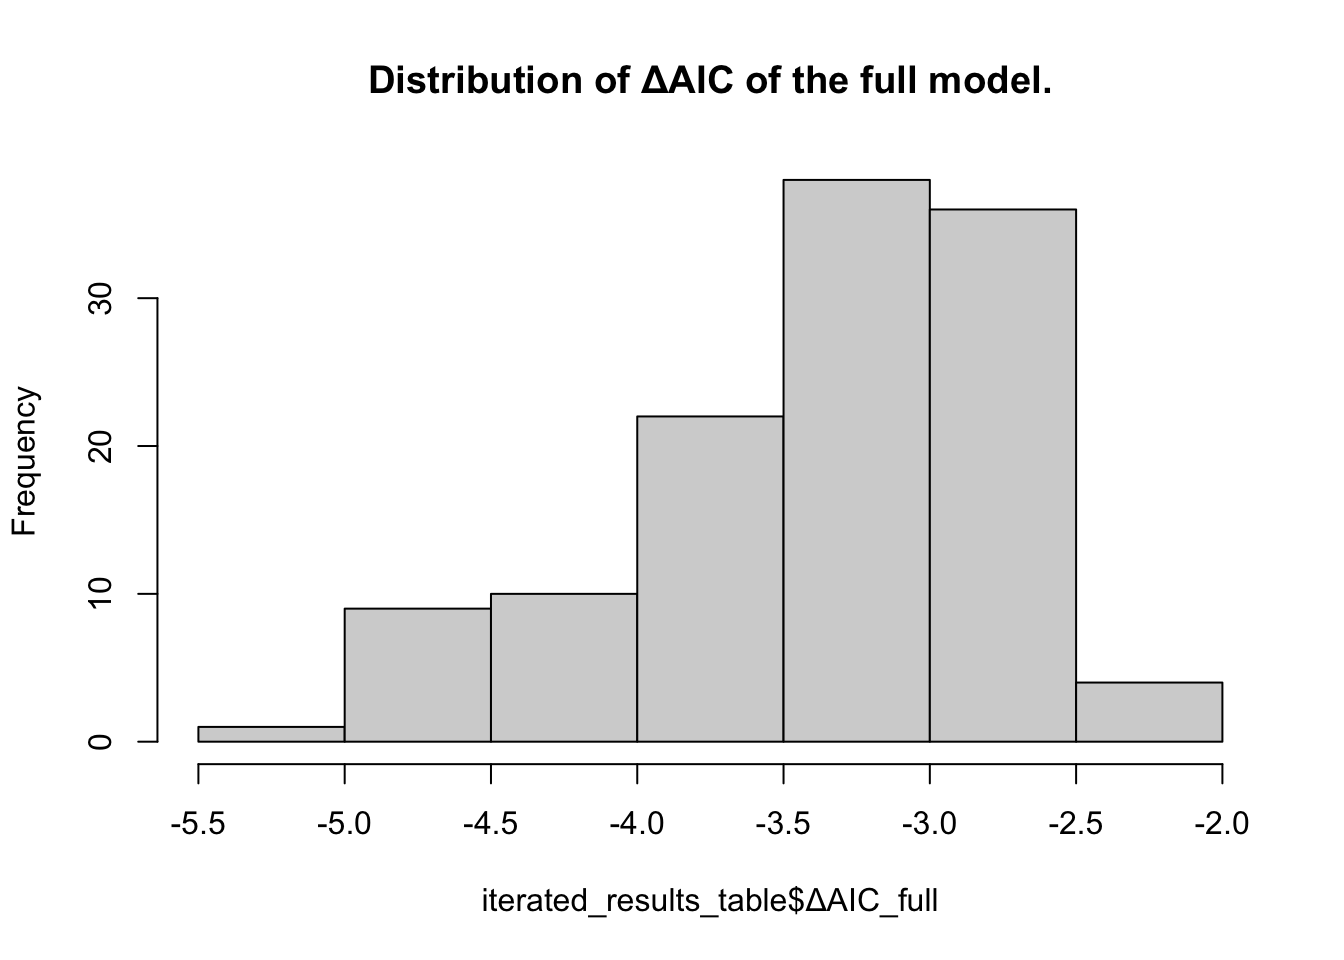 Distribution of ΔAIC of the full model.
Frequency
30
20
10
0
-5.5 -5.0 -4.5 -4.0 -3.5 -3.0 -2.5 -2.0
iterated_results_table$ΔAIC_full